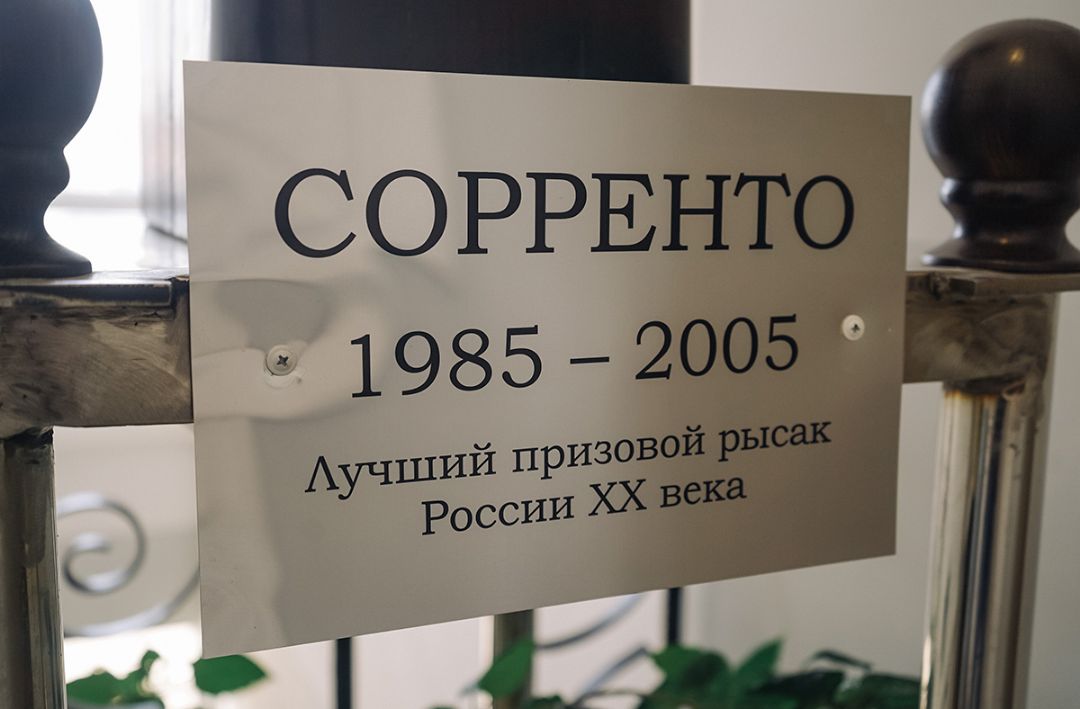 СОРРЕНТО
1985 – 2005
Лучший призовой рысак
России XX века